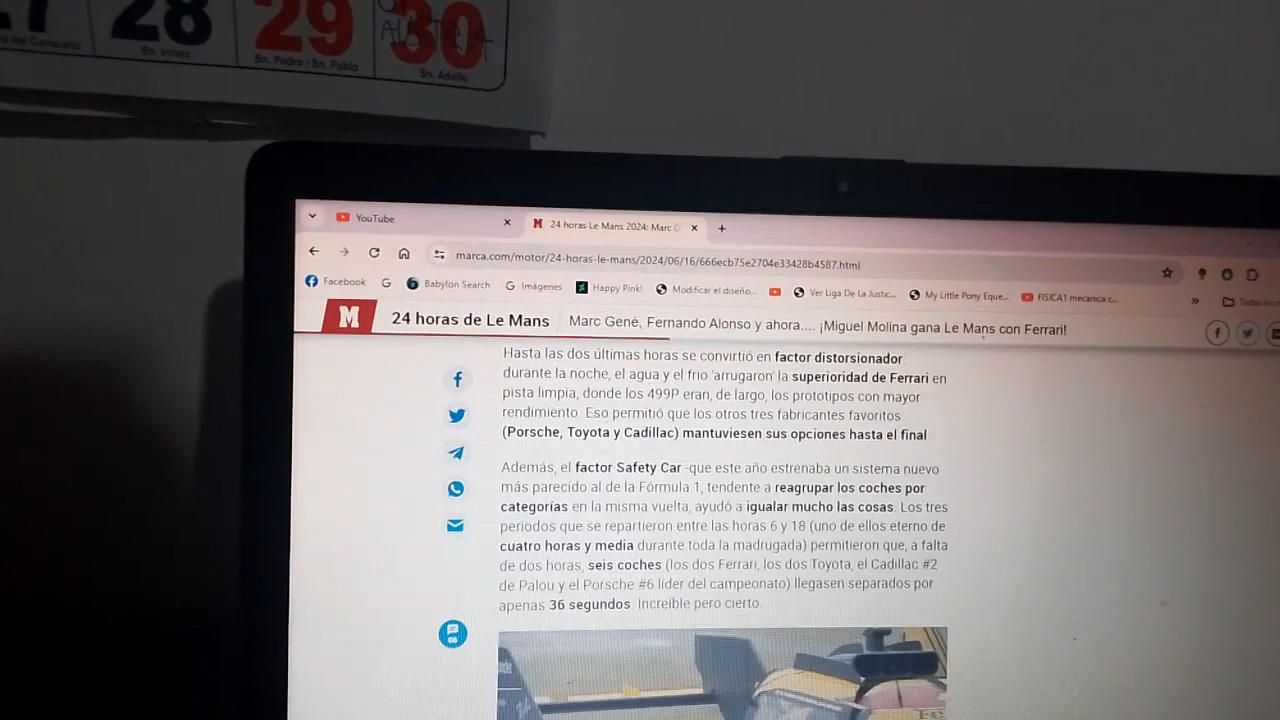 28
29
30
AUSTRIA
Sn. Irineo
Sn. Pedro / Sn. Pablo
Sn. Adolfo
YouTube
24 horas Le Mans 2024: Marc G
marca.com/motor/24-horas-le-mans/2024/06/16/666ecb75e2704e33428b4587.html
Facebook
Babylon Search
Imágenes
Happy Pink!
Modificar el diseño...
Ver Liga De La Justic...
My Little Pony Eque...
FISICA1 mecanica c...
»
M
24 horas de Le Mans
Marc Gené, Fernando Alonso y ahora.... ¡Miguel Molina gana Le Mans con Ferrari!
Hasta las dos últimas horas se convirtió en factor distorsionador:
durante la noche, el agua y el frío 'arrugaron' la superioridad de Ferrari en
pista limpia, donde los 499P eran, de largo, los prototipos con mayor
rendimiento. Eso permitió que los otros tres fabricantes favoritos
(Porsche, Toyota y Cadillac) mantuviesen sus opciones hasta el final.
Además, el factor Safety Car -que este año estrenaba un sistema nuevo
más parecido al de la Fórmula 1, tendente a reagrupar los coches por
categorías en la misma vuelta, ayudó a igualar mucho las cosas. Los tres
periodos que se repartieron entre las horas 6 y 18 (uno de ellos eterno de
cuatro horas y media durante toda la madrugada) permitieron que, a falta
de dos horas, seis coches (los dos Ferrari, los dos Toyota, el Cadillac #2
de Palou y el Porsche #6 líder del campeonato) llegasen separados por
apenas 36 segundos. Increíble pero cierto.
66